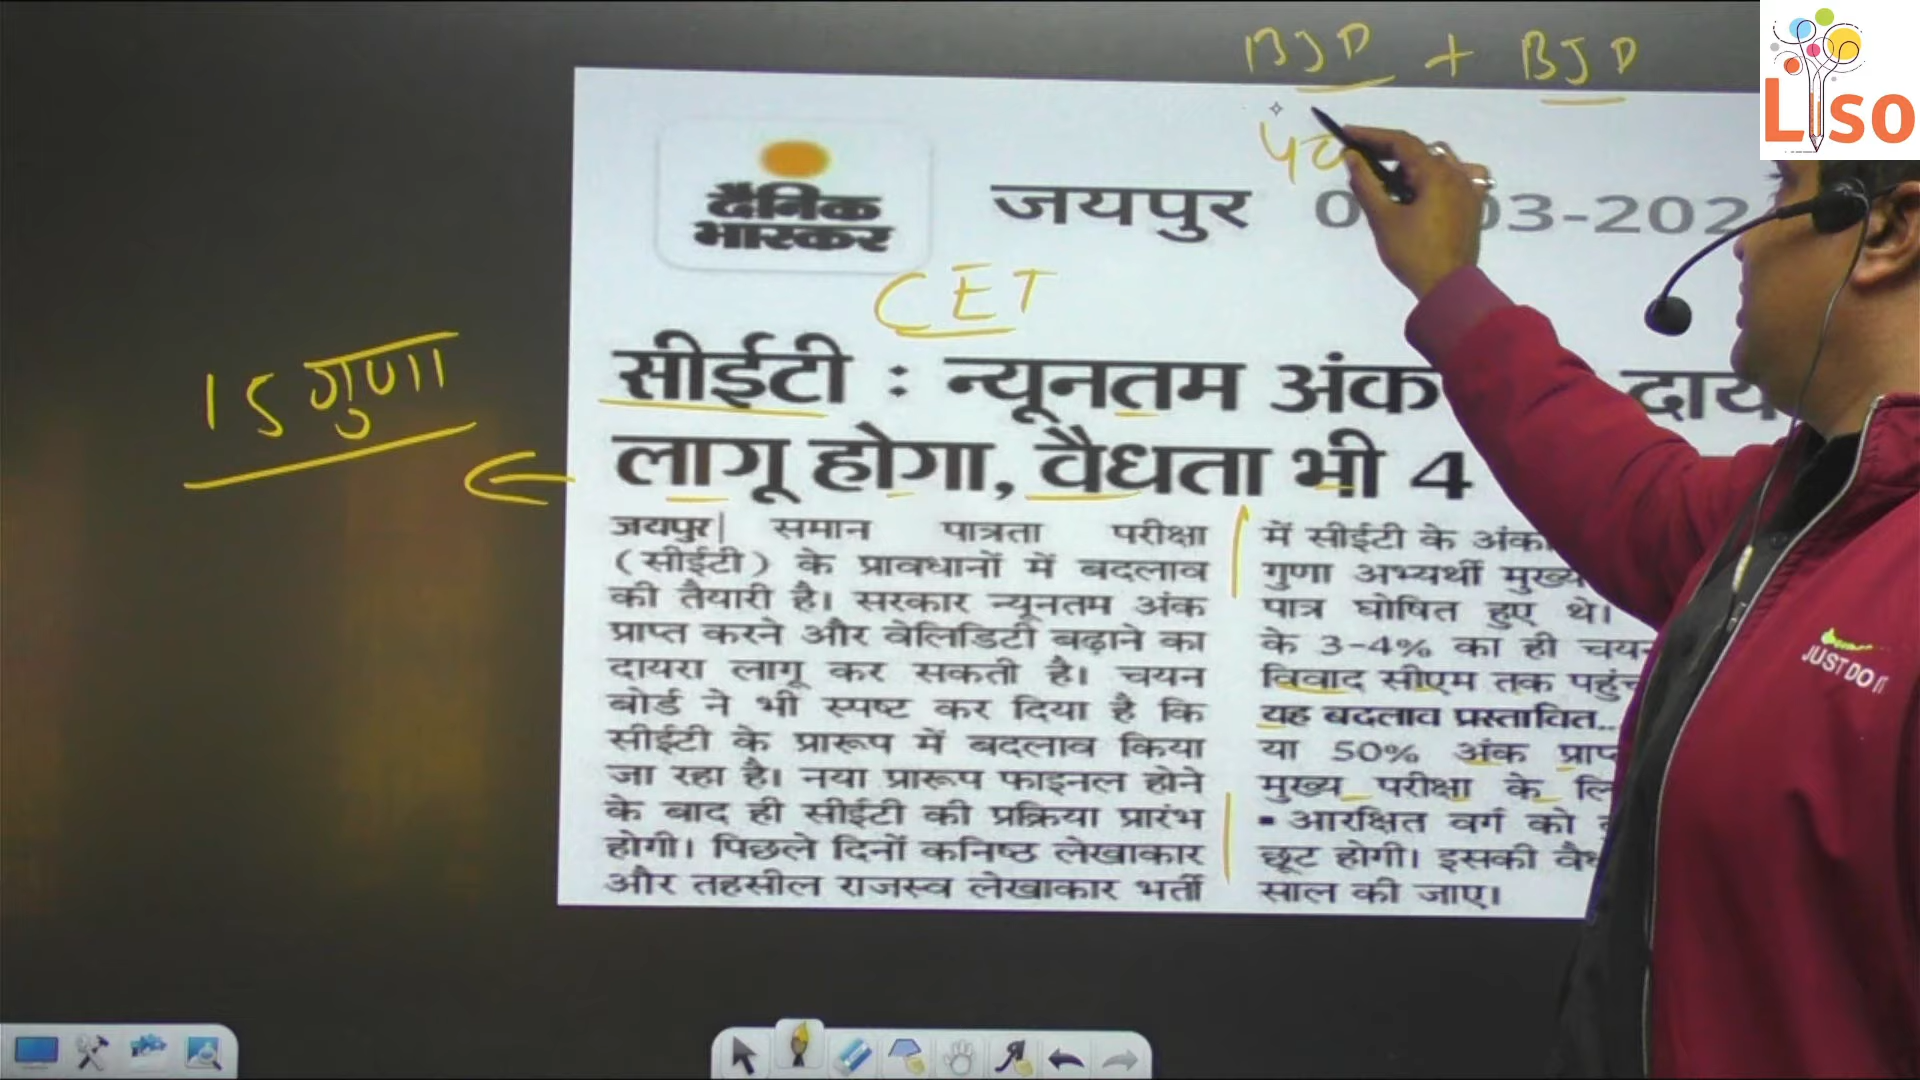 BJP + BJP
Liso
दैनिक
भास्कर
जयपुर
03-202
CET
15 गुणा
सीईटी : न्यूनतम अंक
लागू होगा, वैधता भी 4
जयपुर| समान पात्रता परीक्षा
(सीईटी) के प्रावधानों में बदलाव
की तैयारी है। सरकार न्यूनतम अंक
प्राप्त करने और वेलिडिटी बढ़ाने का
दायरा लागू कर सकती है। चयन
बोर्ड ने भी स्पष्ट कर दिया है कि
सीईटी के प्रारूप में बदलाव किया
जा रहा है। नया प्रारूप फाइनल होने
के बाद ही सीईटी की प्रक्रिया प्रारंभ
होगी। पिछले दिनों कनिष्ठ लेखाकार
और तहसील राजस्व लेखाकार भर्ती
में सीईटी के
गुणा अभ्यर्थी मुख्य
पात्र घोषित हुए थे।
के 3-4% का ही
विवाद सीएम तक
यह बदलाव प्रस्तावित..
या 50% अंक
मुख्य परीक्षा के
▪ आरक्षित वर्ग को
छूट होगी। इसकी
साल की जाए।
JUST DO IT